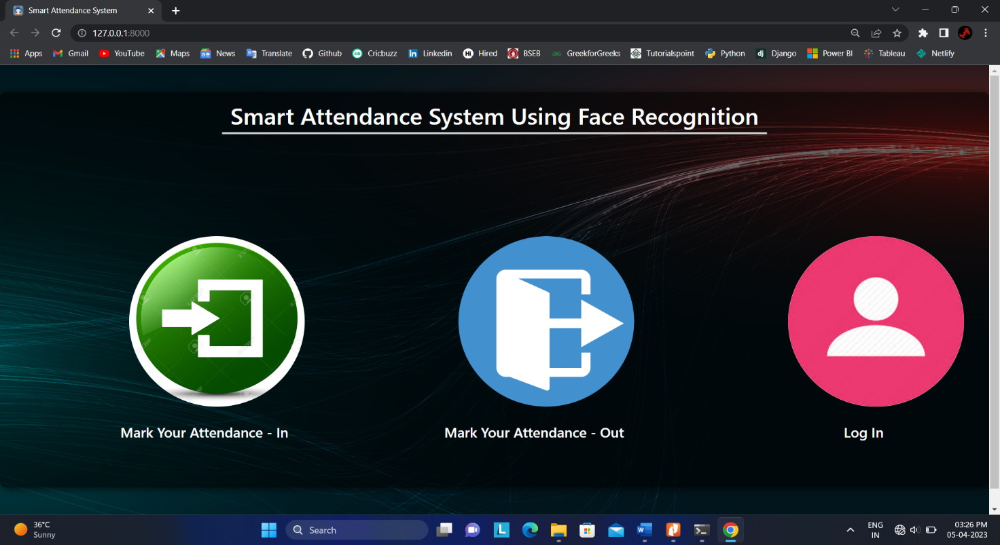 Smart Attendance System
127.0.0.1:8000
Apps Gmail YouTube Maps News Translate Github Cricbuzz Linkedin Hired BSEB GreekforGreeks Tutorialspoint Python Django Power BI Tableau Netlify
Smart Attendance System Using Face Recognition
Mark Your Attendance - In
Mark Your Attendance - Out
Log In
36°C
Sunny
Search
ENG
IN
03:26 PM
05-04-2023